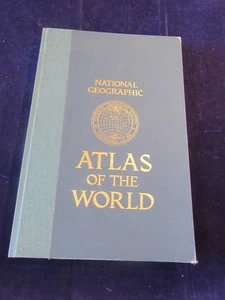 NATIONAL
GEOGRAPHIC
ATLAS
OF THE
WORLD